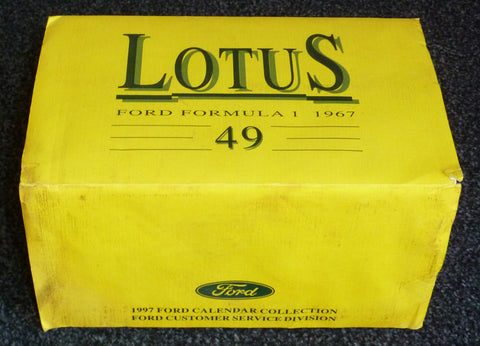 LOTUS
FORD FORMULA 1 1967
49
Ford
1997 FORD CALENDAR COLLECTION
FORD CUSTOMER SERVICE DIVISION